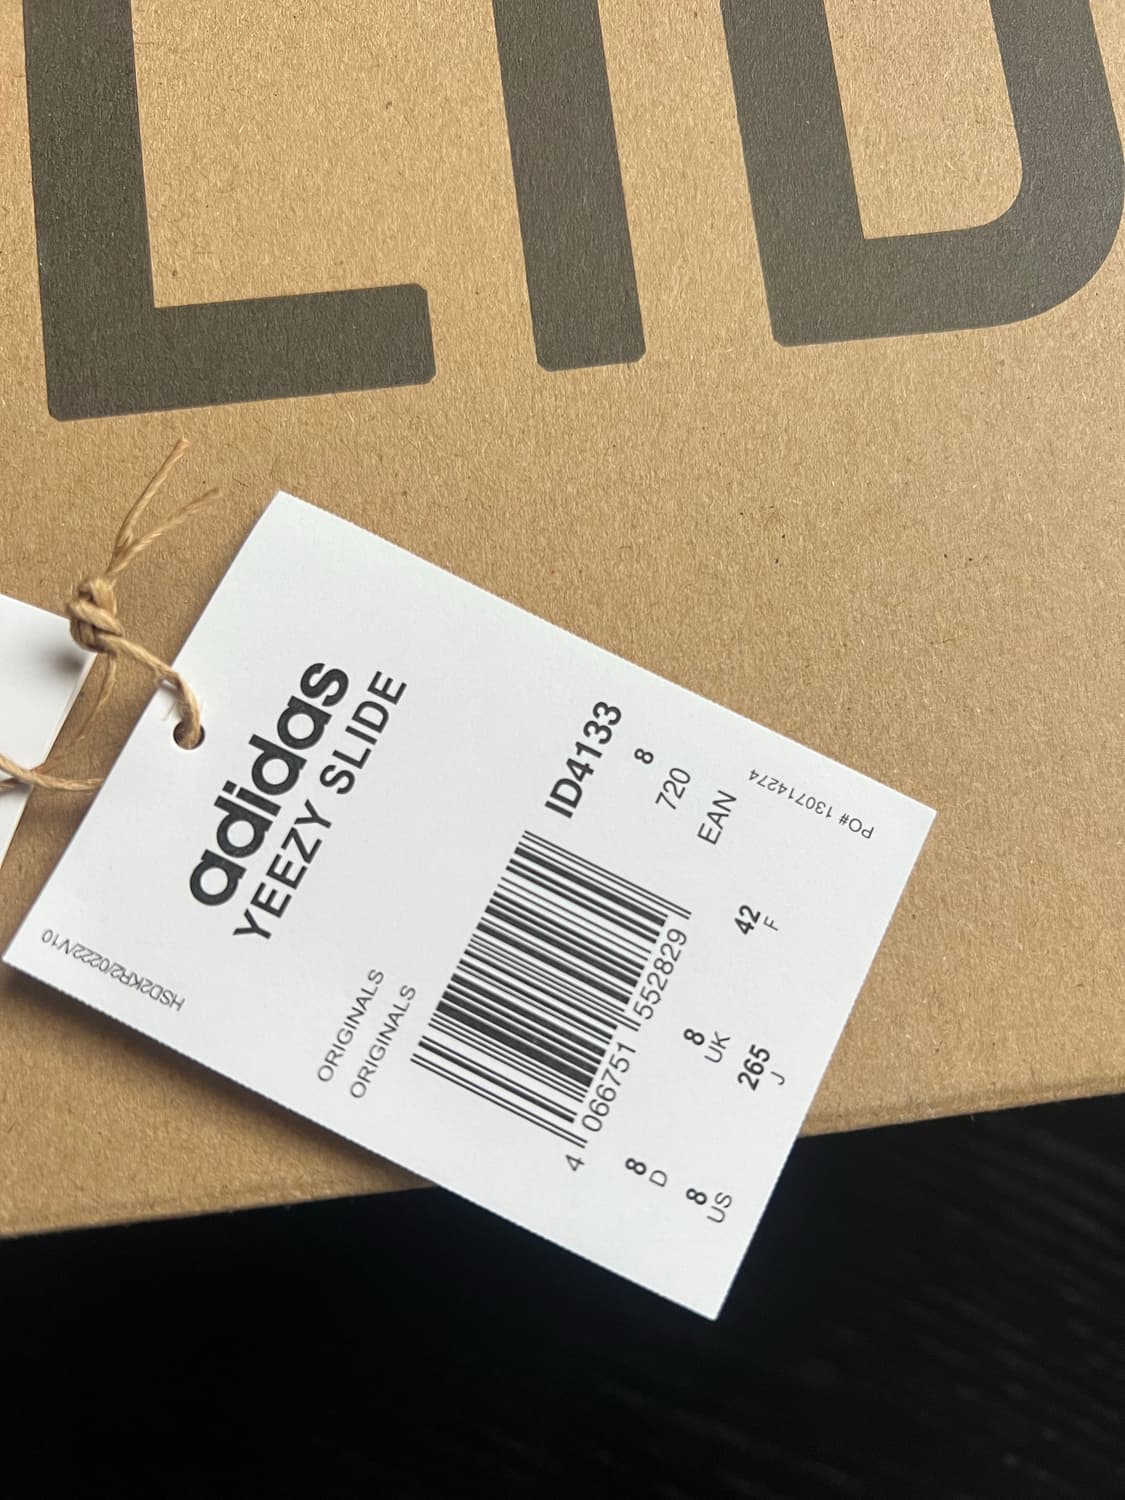 LID
adidas
YEEZY SLIDE
ORIGINALS
ORIGINALS
ID4133
8
720
EAN
4 066751 552829
8
D
8
UK
42
F
8
US
265
J
PO# 130714274
HSD2KR2/0222/V10